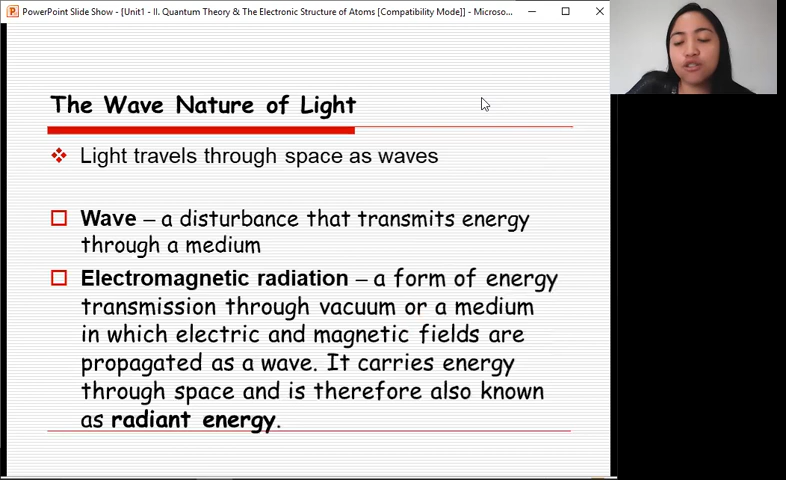 PowerPoint Slide Show - [Unit1 - II. Quantum Theory & The Electronic Structure of Atoms [Compatibility Mode]] - Microso...
The Wave Nature of Light
Light travels through space as waves
Wave – a disturbance that transmits energy
through a medium
Electromagnetic radiation – a form of energy
transmission through vacuum or a medium
in which electric and magnetic fields are
propagated as a wave. It carries energy
through space and is therefore also known
as radiant energy.